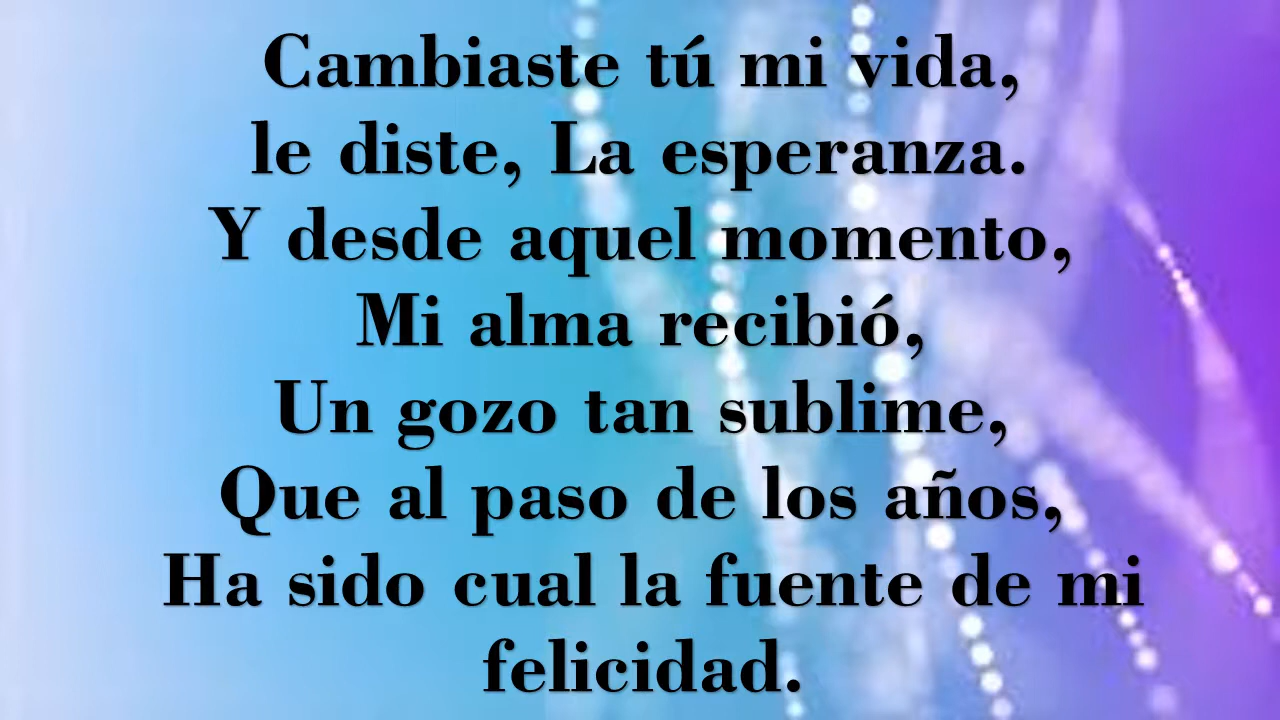 Cambiaste tú mi vida,
le diste, La esperanza.
Y desde aquel momento,
Mi alma recibió,
Un gozo tan sublime,
Que al paso de los años,
Ha sido cual la fuente de mi
felicidad.